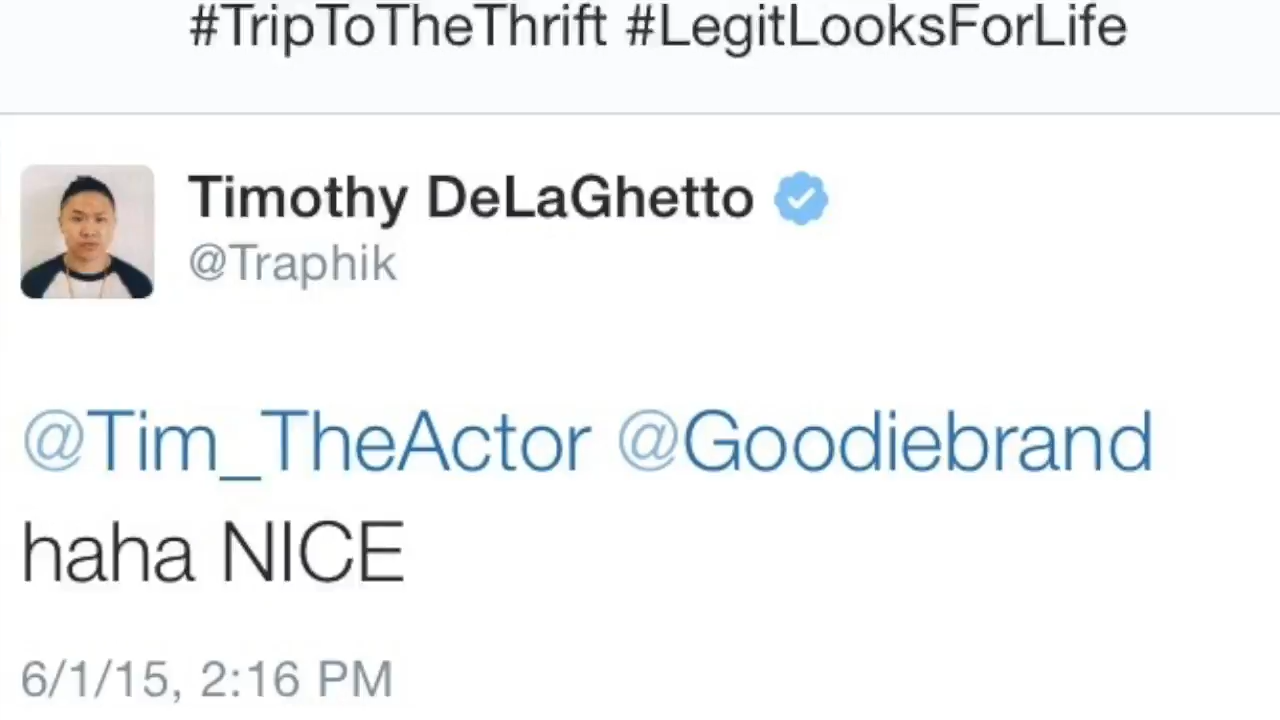 #TripToTheThrift #LegitLooksForLife
Timothy DeLaGhetto
@Traphik
@Tim_TheActor @Goodiebrand
haha NICE
6/1/15, 2:16 PM